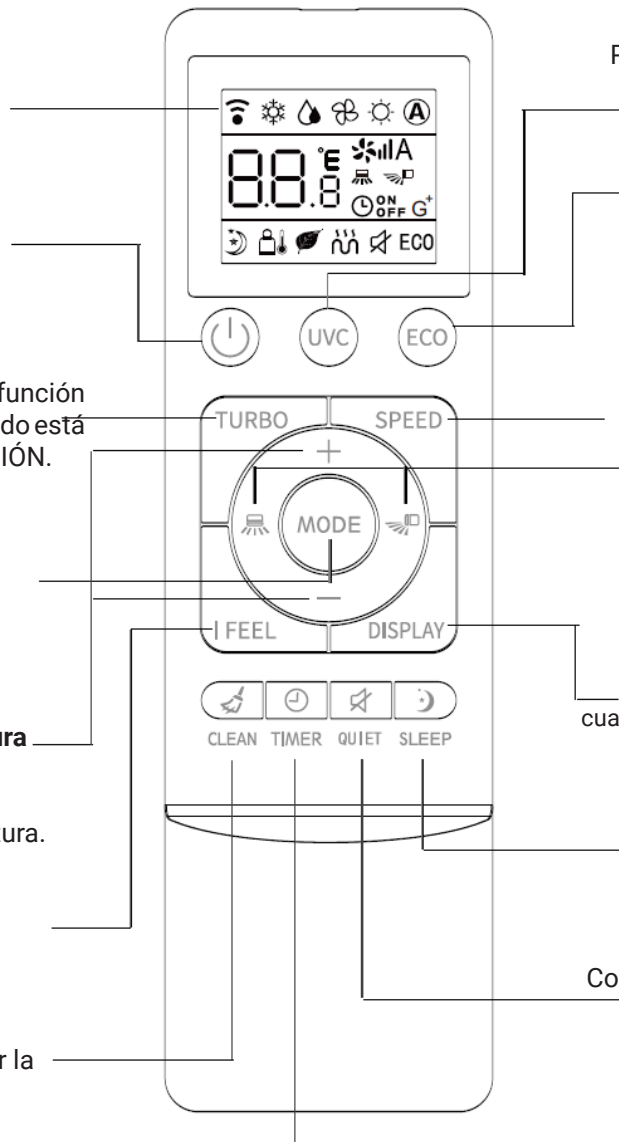 P
A
88.8 °E A
ON
OFF G+
ECO
UVC
ECO
función
do está
IÓN.
TURBO
SPEED
MODE
I FEEL
DISPLAY
ura
cua
CLEAN TIMER QUIET SLEEP
tura.
Co
r la